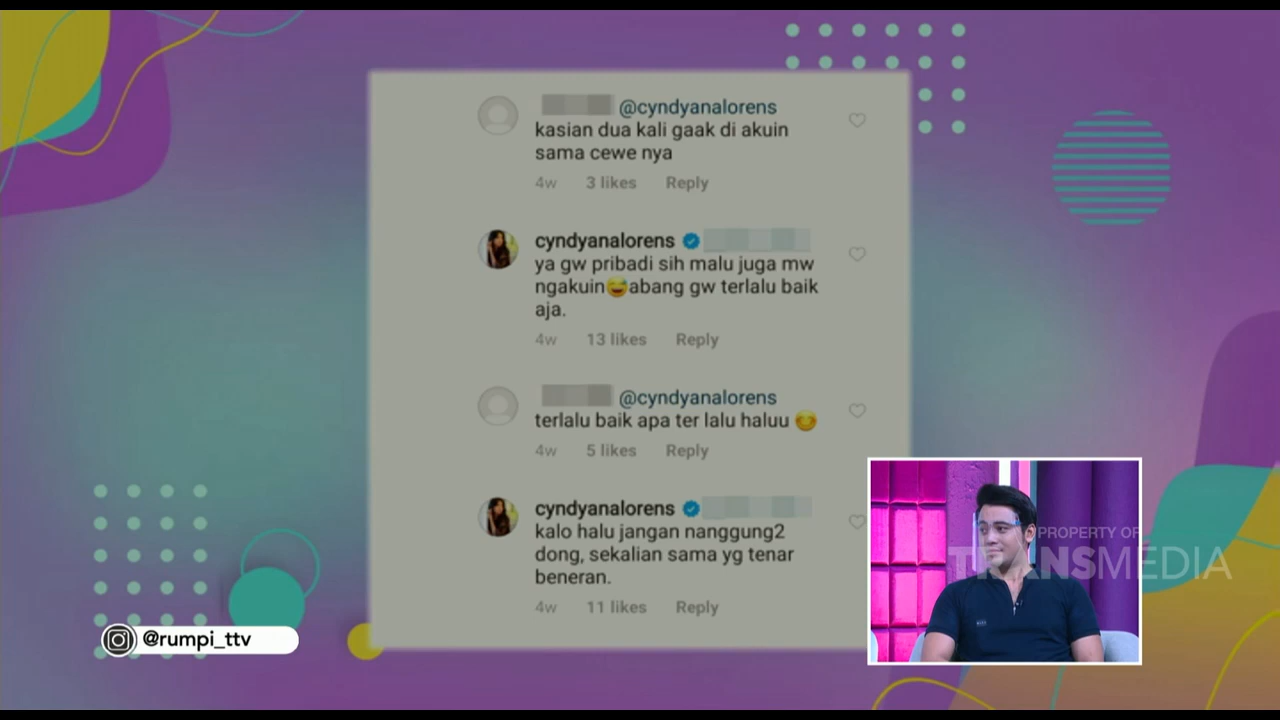 @cyndyanalorens
kasian dua kali gaak di akuin
sama cewe nya
4w 3 likes Reply
cyndyanalorens
ya gw pribadi sih malu juga mw
ngakuin😅abang gw terlalu baik
aja.
4w 13 likes Reply
@cyndyanalorens
terlalu baik apa ter lalu haluu 😊
4w 5 likes Reply
cyndyanalorens
kalo halu jangan nanggung2
dong, sekalian sama yg tenar
beneran.
4w 11 likes Reply
PROPERTY OF
TRANSMEDIA
@rumpi_ttv